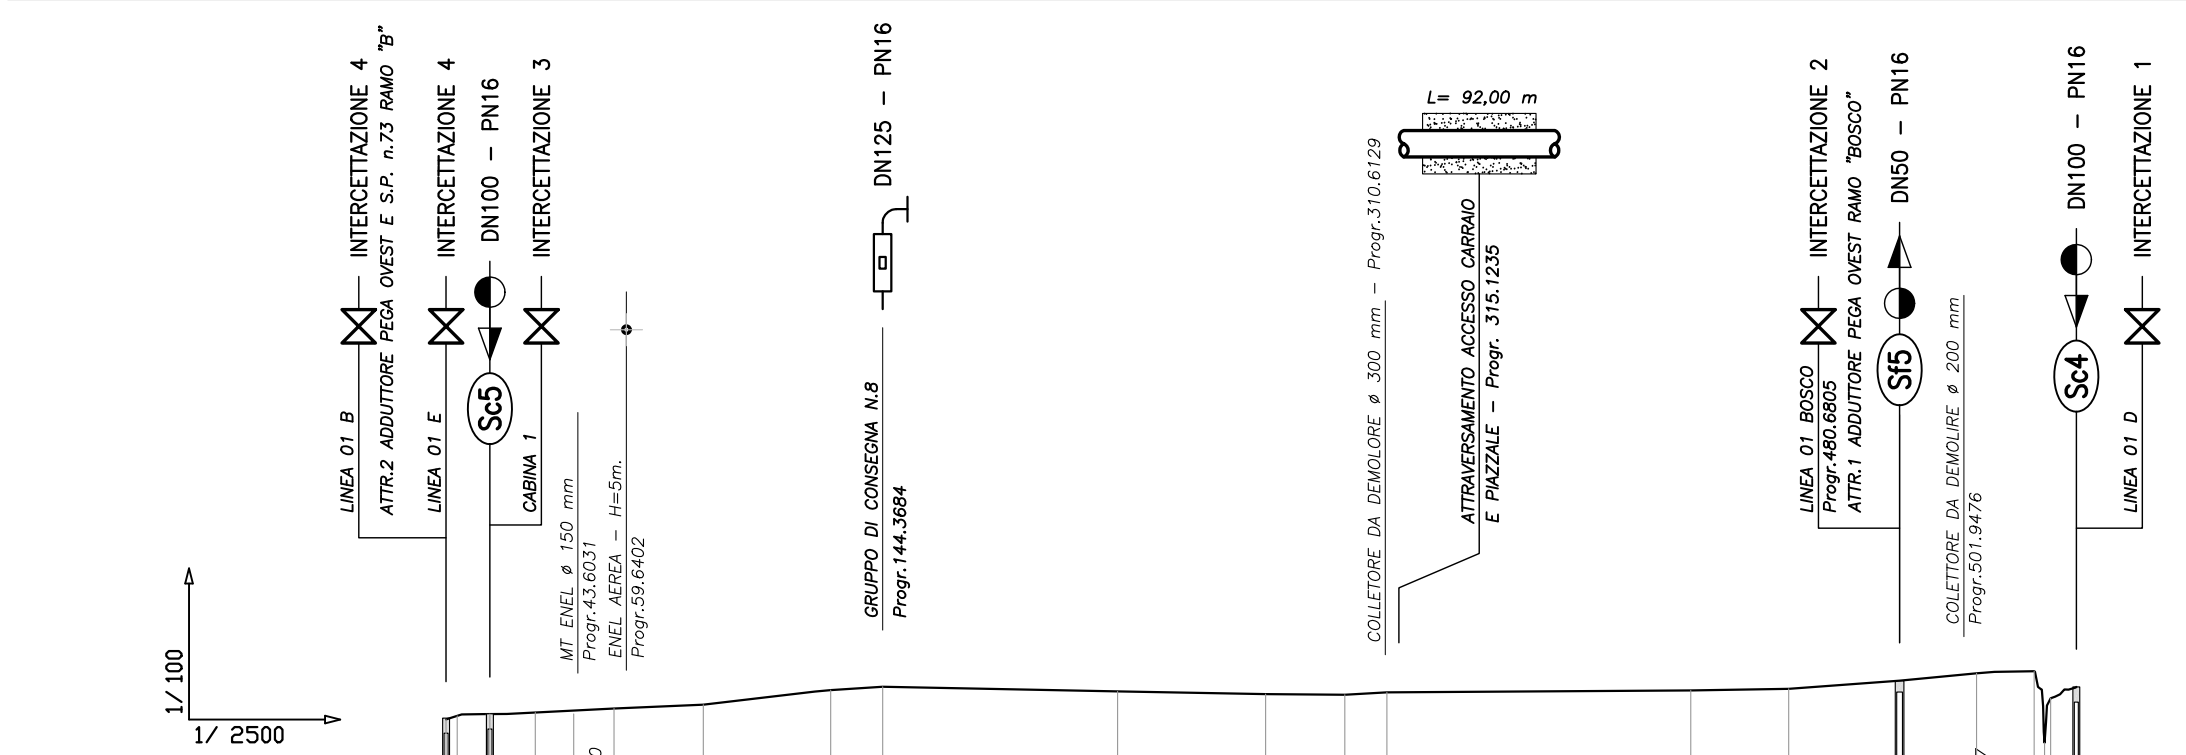 INTERCETTAZIONE 4
LINEA 01 B
ATTR.2 ADDUTTORE PEGA OVEST E S.P. n.73 RAMO "B"
INTERCETTAZIONE 4
LINEA 01 E
DN100 - PN16
Sc5
INTERCETTAZIONE 3
CABINA 1
MT ENEL ø 150 mm
Progr.43.6031
ENEL AEREA - H=5m.
Progr.59.6402
DN125 - PN16
GRUPPO DI CONSEGNA N.8
Progr.144.3684
COLLETORE DA DEMOLORE ø 300 mm - Progr.310.6129
L= 92,00 m
ATTRAVERSAMENTO ACCESSO CARRAIO
E PIAZZALE - Progr. 315.1235
INTERCETTAZIONE 2
LINEA 01 BOSCO
Progr.480.6805
ATTR.1 ADDUTTORE PEGA OVEST RAMO "BOSCO"
DN50 - PN16
Sf5
COLETTORE DA DEMOLIRE ø 200 mm
Progr.501.9476
DN100 - PN16
Sc4
INTERCETTAZIONE 1
LINEA 01 D
1/100
1/ 2500